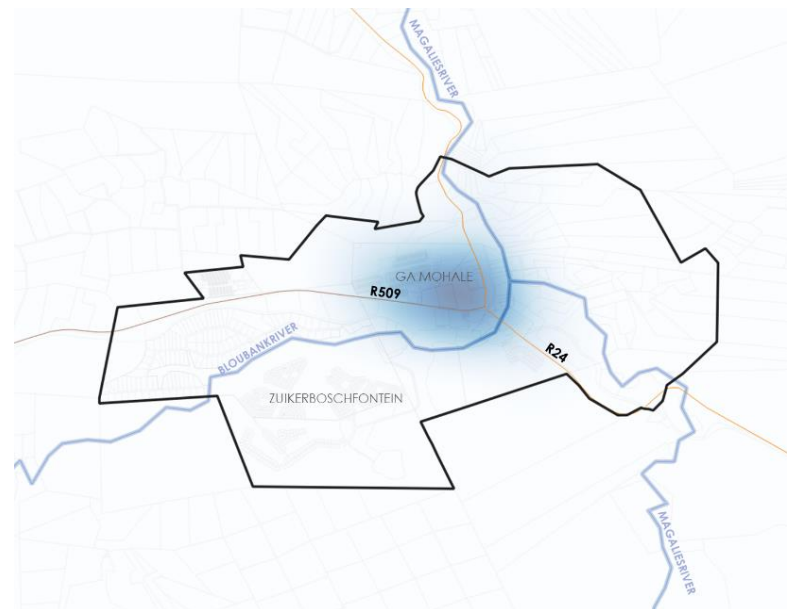 MAGALIESRIVER
GA MOHALE
R509
BLOUBANKRIVER
R24
ZUIKERBOSCHFONTEIN
MAGALIESRIVER